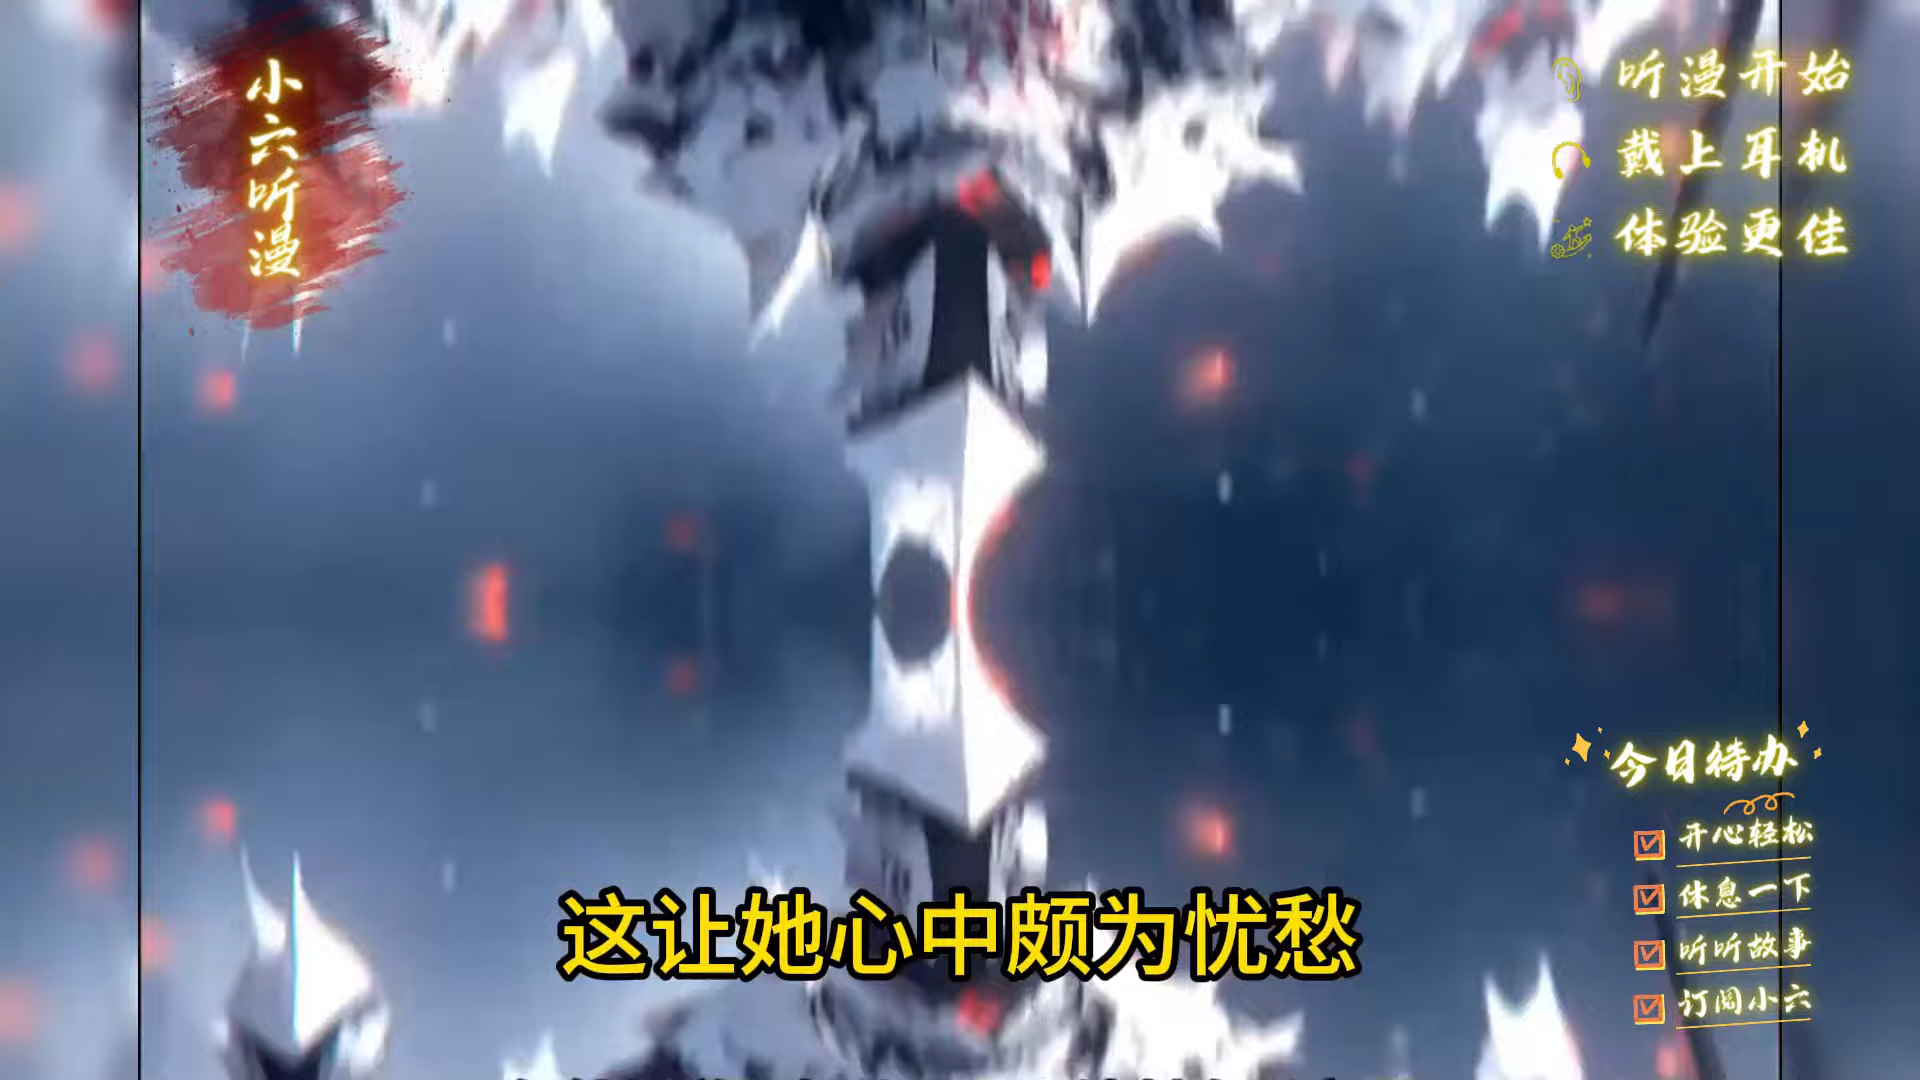 小六听漫
听漫开始
戴上耳机
体验更佳
今日待办
开心轻松
休息一下
听听故事
订阅小六
这让她心中颇为忧愁